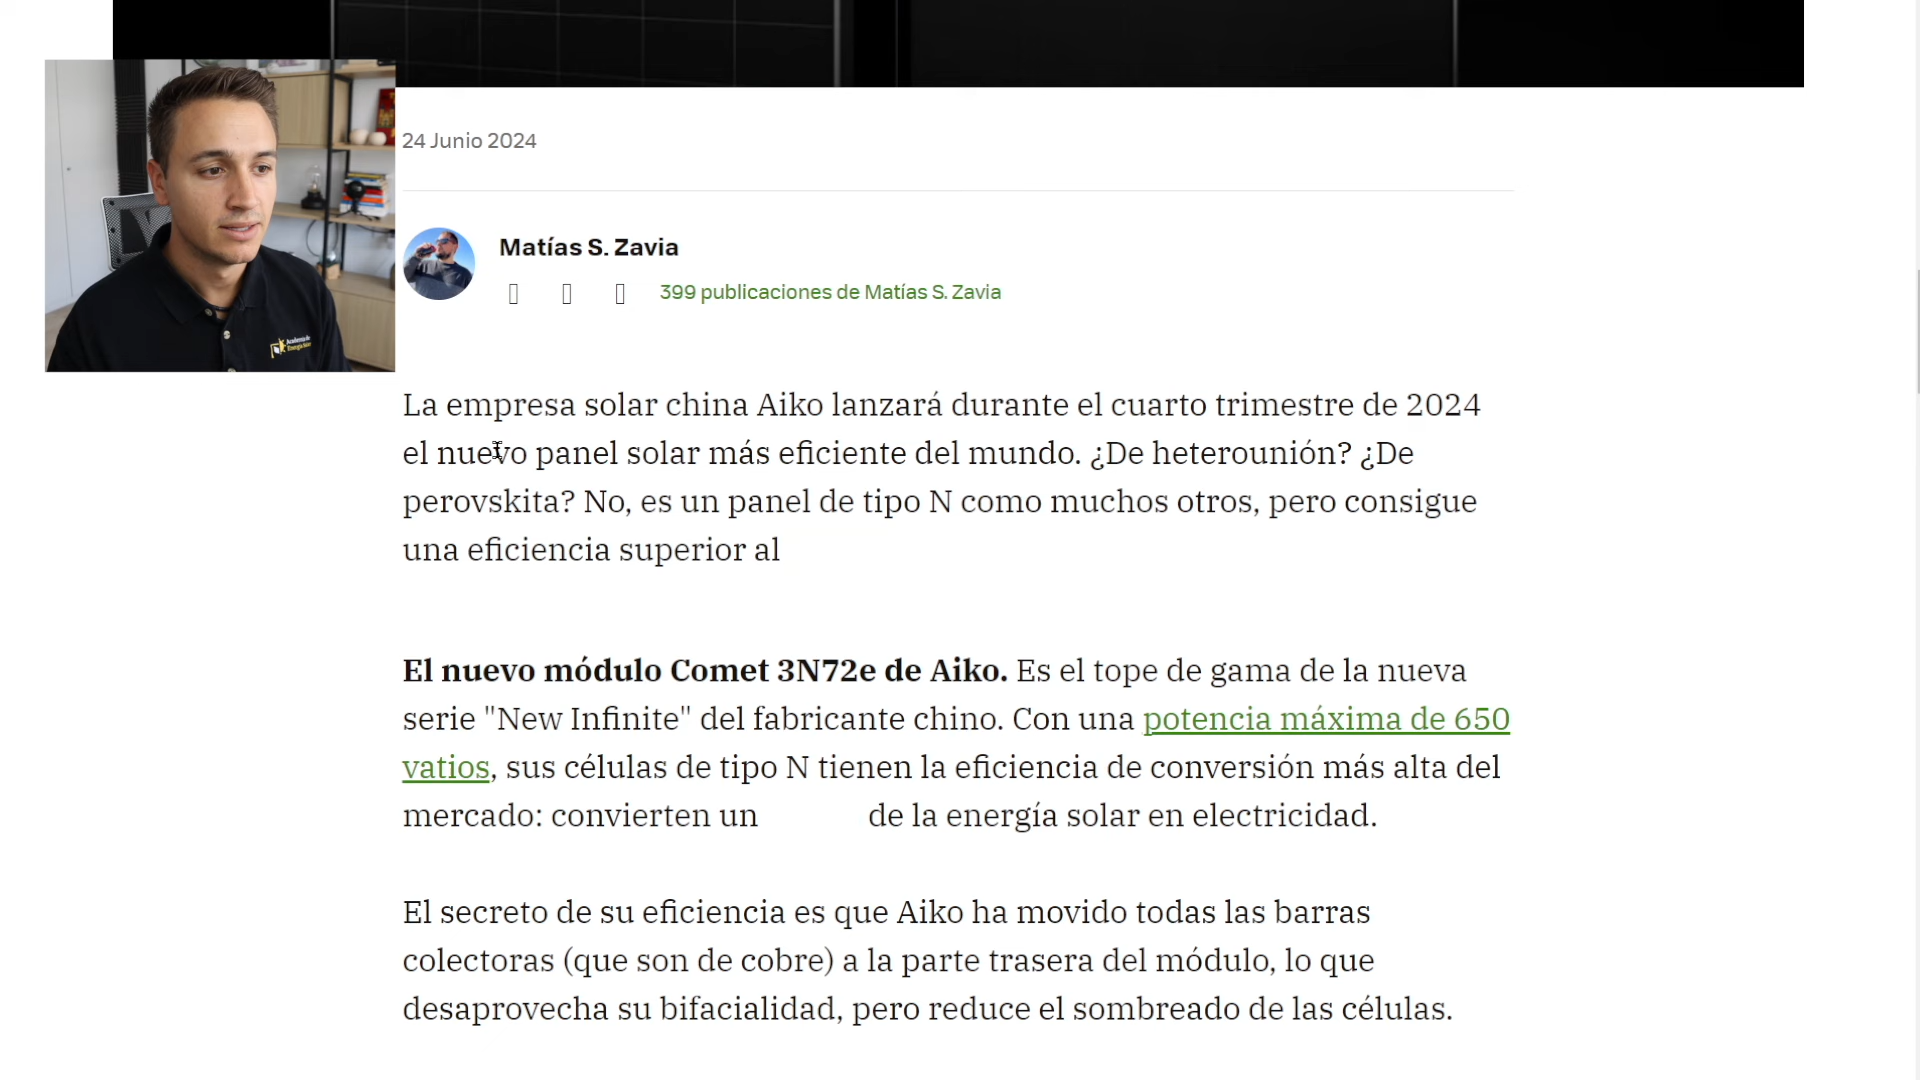 24 Junio 2024
Matías S. Zavia
399 publicaciones de Matías S. Zavia
Academia de
Energía
La empresa solar china Aiko lanzará durante el cuarto trimestre de 2024
el nuevo panel solar más eficiente del mundo. ¿De heterounión? ¿De
perovskita? No, es un panel de tipo N como muchos otros, pero consigue
una eficiencia superior al
El nuevo módulo Comet 3N72e de Aiko. Es el tope de gama de la nueva
serie "New Infinite" del fabricante chino. Con una potencia máxima de 650
vatios, sus células de tipo N tienen la eficiencia de conversión más alta del
mercado: convierten un de la energía solar en electricidad.
El secreto de su eficiencia es que Aiko ha movido todas las barras
colectoras (que son de cobre) a la parte trasera del módulo, lo que
desaprovecha su bifacialidad, pero reduce el sombreado de las células.